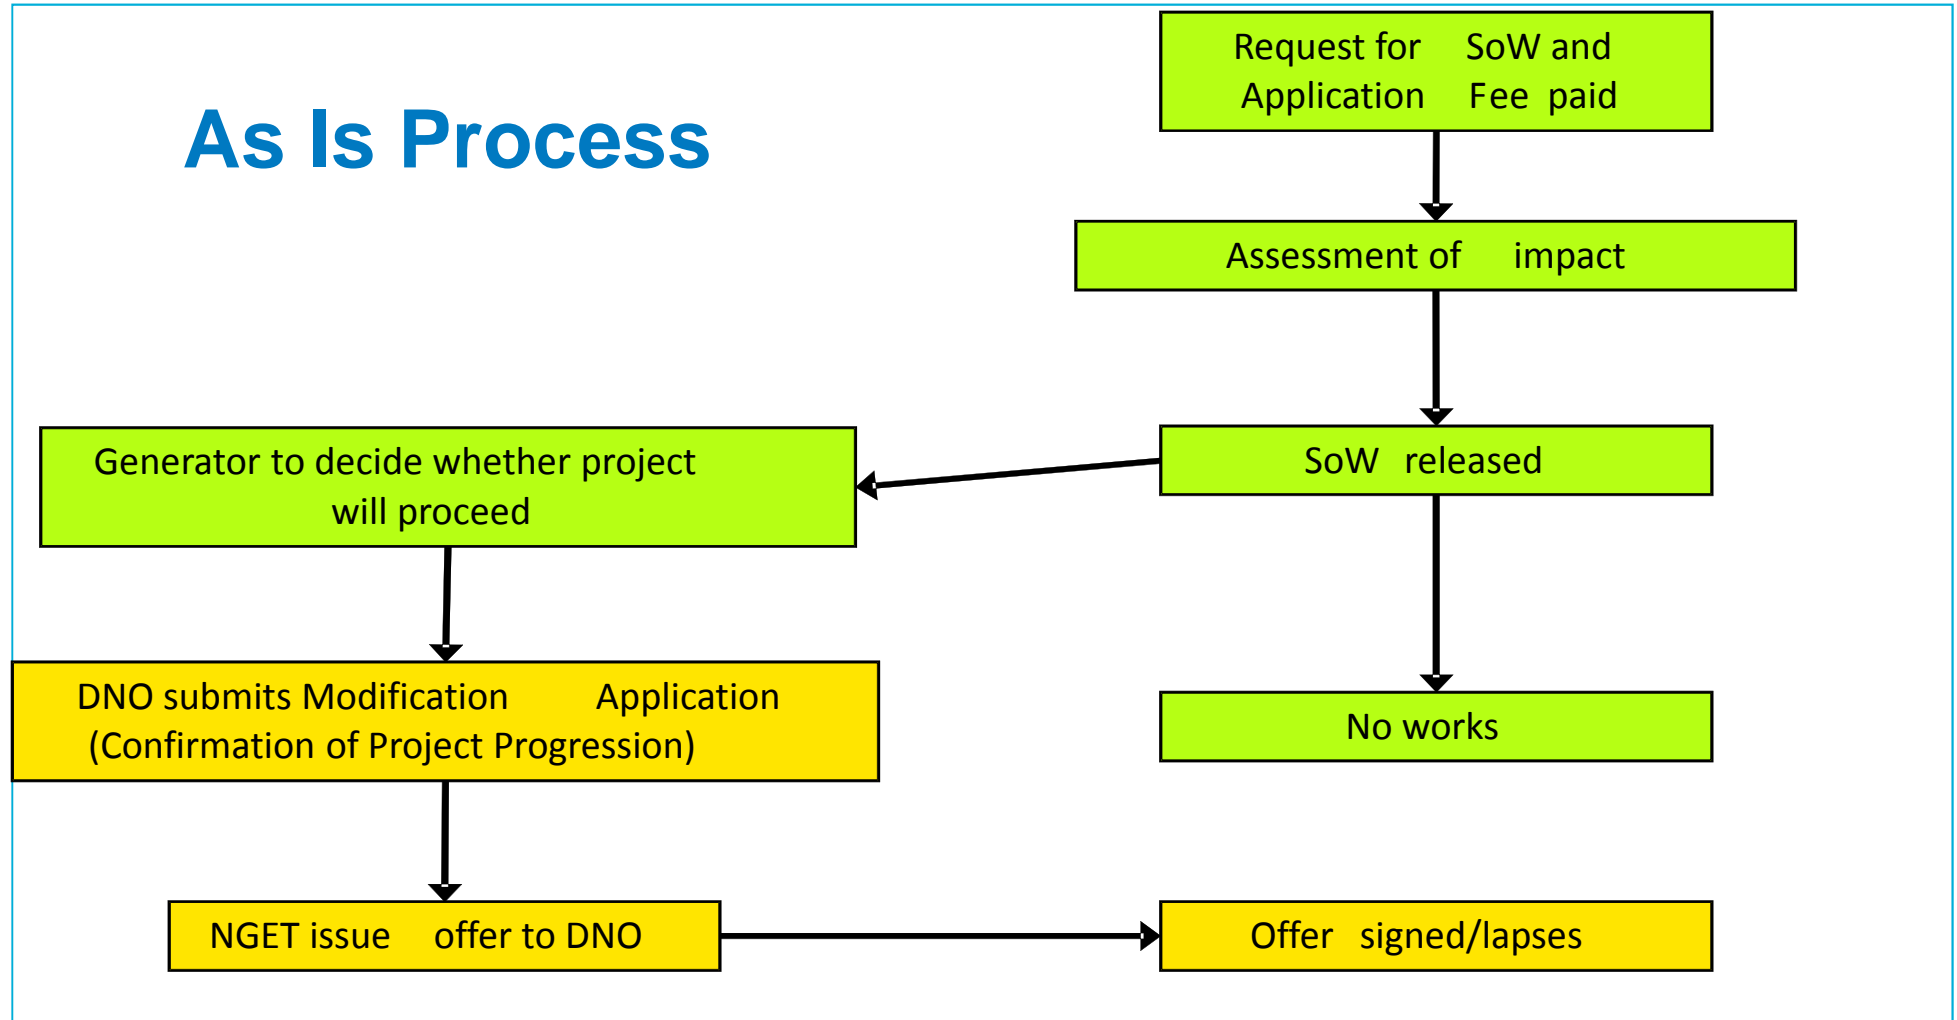 As Is Process
Request for SoW and
Application Fee paid
Assessment of impact
SoW released
Generator to decide whether project
will proceed
DNO submits Modification Application
(Confirmation of Project Progression)
No works
NGET issue offer to DNO
Offer signed/lapses